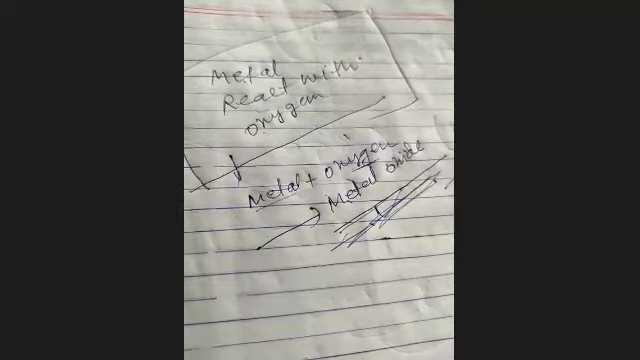 Metal
React with
oxygen
Metal + oxygen
→ Metal oxide